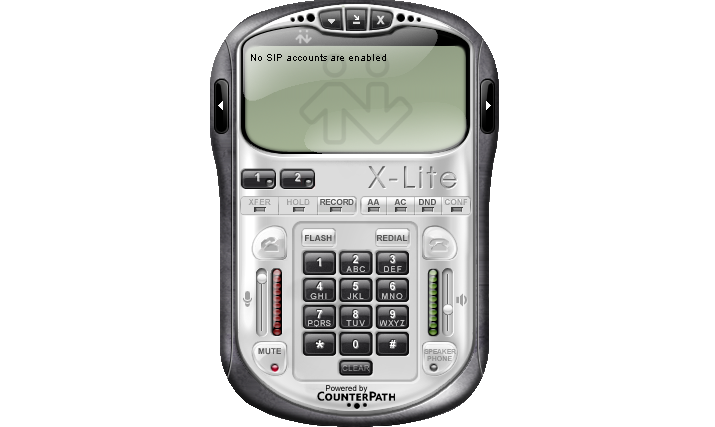 X
No SIP accounts are enabled
1 2
X-Lite
XFER HOLD RECORD AA AC DND CONF
FLASH REDIAL
1 2 3
ABC DEF
4 5 6
GHI JKL MNO
7 8 9
PQRS TUV WXYZ
* 0 #
MUTE
SPEAKER
PHONE
CLEAR
Powered by
COUNTERPATH